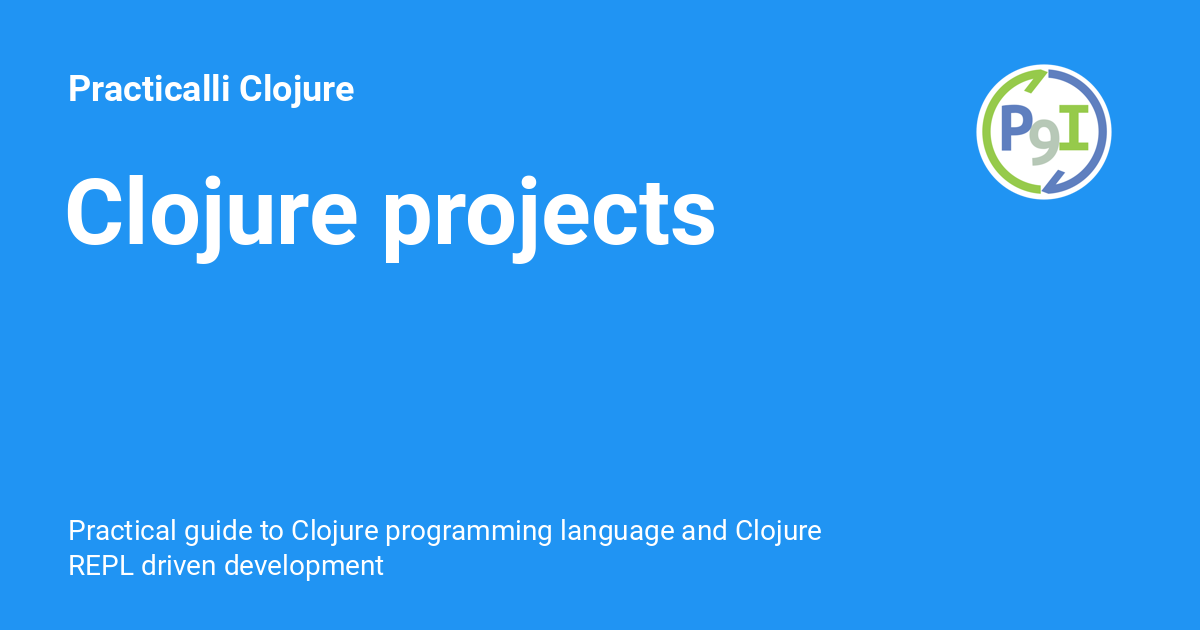 Practicalli Clojure
P9I
Clojure projects
Practical guide to Clojure programming language and Clojure
REPL driven development